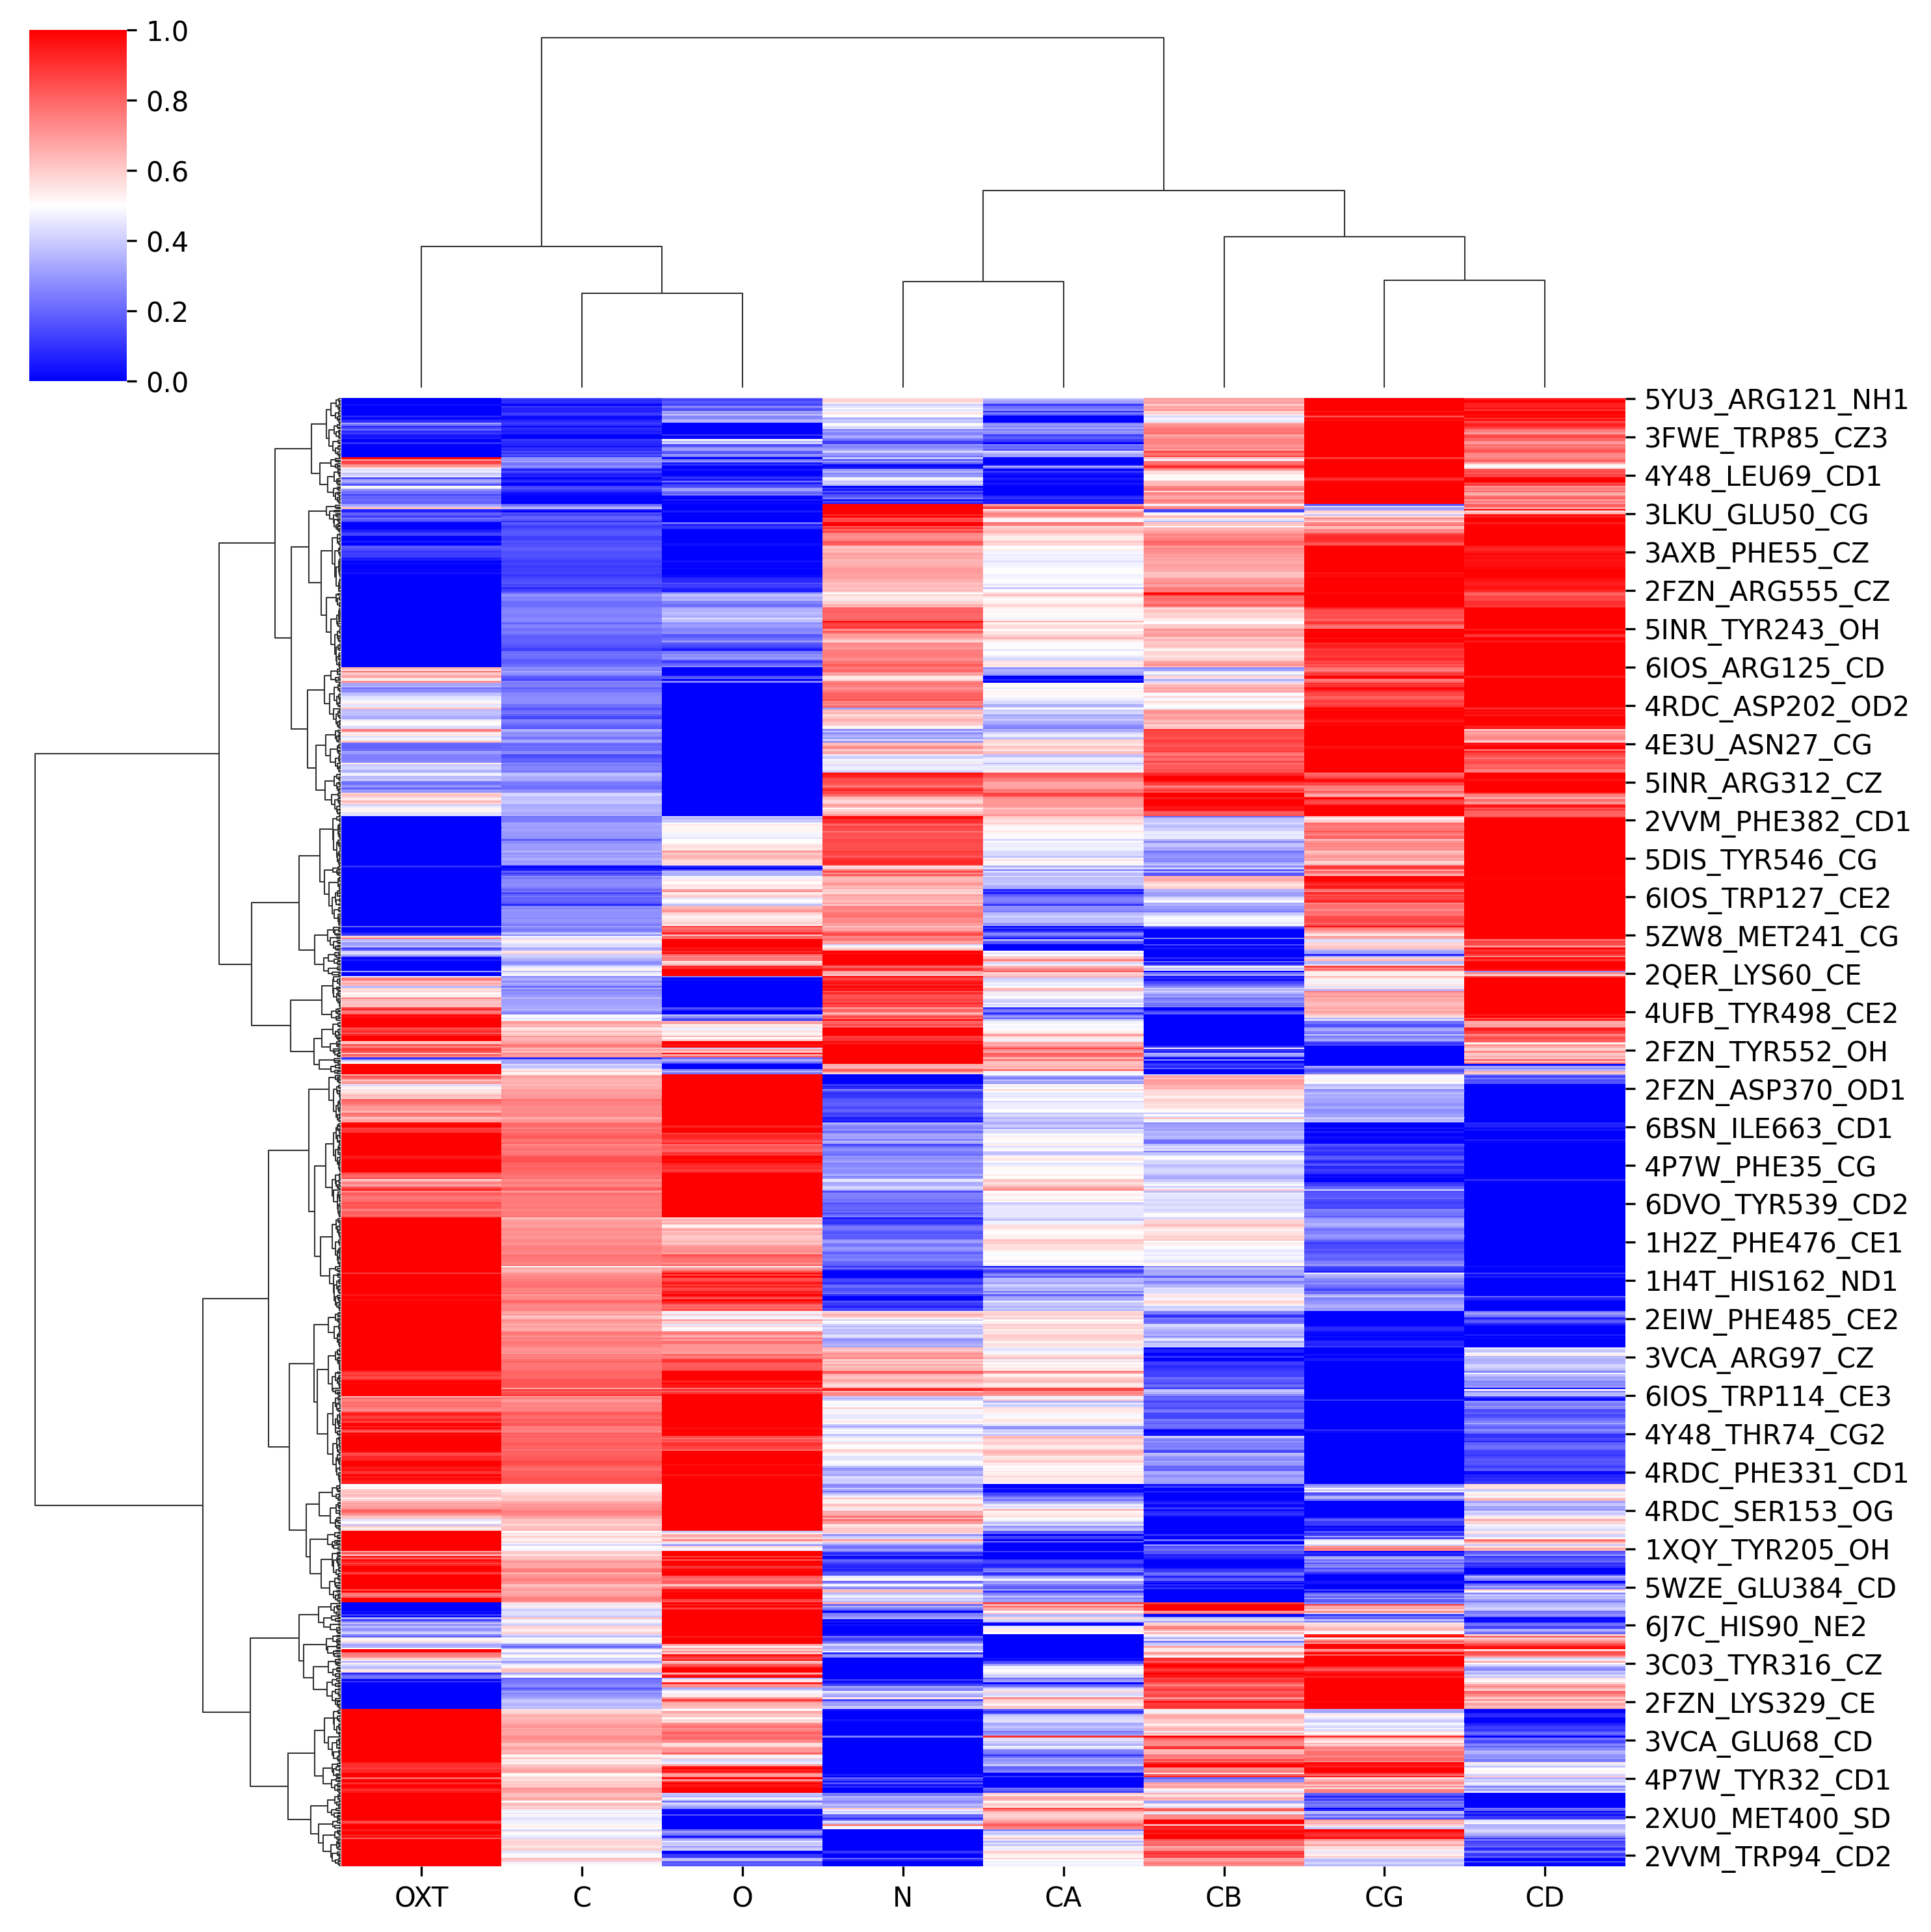 1.0
0.8
0.6
0.4
0.2
0.0
5YU3_ARG121_NH1
3FWE_TRP85_CZ3
4Y48_LEU69_CD1
3LKU_GLU50_CG
3AXB_PHE55_CZ
2FZN_ARG555_CZ
5INR_TYR243_OH
6IOS_ARG125_CD
4RDC_ASP202_OD2
4E3U_ASN27_CG
5INR_ARG312_CZ
2VVM_PHE382_CD1
5DIS_TYR546_CG
6IOS_TRP127_CE2
5ZW8_MET241_CG
2QER_LYS60_CE
4UFB_TYR498_CE2
2FZN_TYR552_OH
2FZN_ASP370_OD1
6BSN_ILE663_CD1
4P7W_PHE35_CG
6DVO_TYR539_CD2
1H2Z_PHE476_CE1
1H4T_HIS162_ND1
2EIW_PHE485_CE2
3VCA_ARG97_CZ
6IOS_TRP114_CE3
4Y48_THR74_CG2
4RDC_PHE331_CD1
4RDC_SER153_OG
1XQY_TYR205_OH
5WZE_GLU384_CD
6J7C_HIS90_NE2
3C03_TYR316_CZ
2FZN_LYS329_CE
3VCA_GLU68_CD
4P7W_TYR32_CD1
2XU0_MET400_SD
2VVM_TRP94_CD2
OXT C O N CA CB CG CD